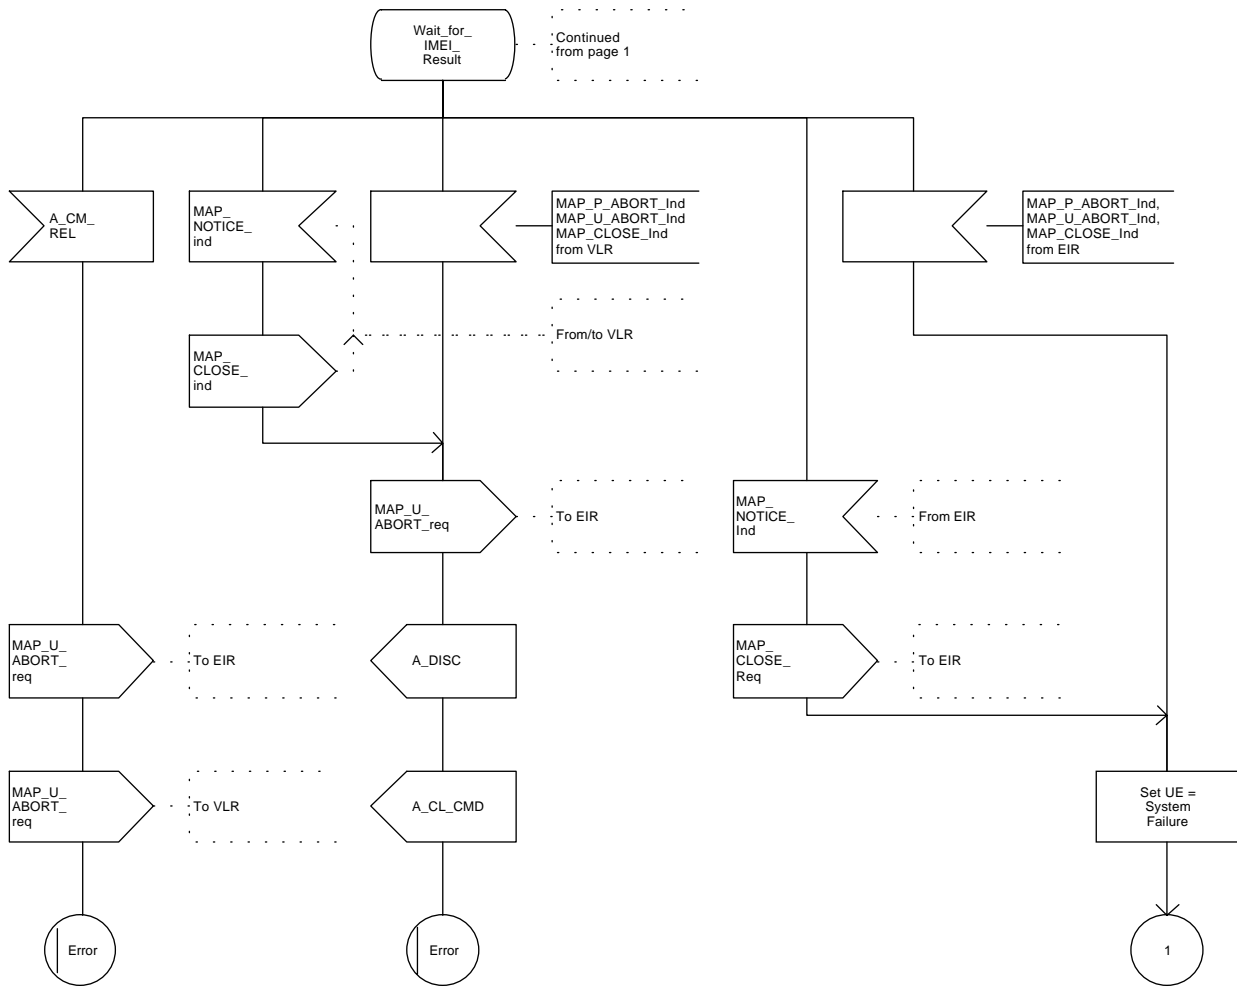 Wait_for_
IMEI_
Result
Continued
from page 1
A_CM_
REL
MAP_
NOTICE_
ind
MAP_P_ABORT_Ind
MAP_U_ABORT_Ind
MAP_CLOSE_Ind
from VLR
MAP_P_ABORT_Ind,
MAP_U_ABORT_Ind,
MAP_CLOSE_Ind
from EIR
MAP_
CLOSE_
ind
From/to VLR
MAP_U_
ABORT_req
To EIR
MAP_
NOTICE_
Ind
From EIR
MAP_U_
ABORT_
req
To EIR
A_DISC
MAP_
CLOSE_
Req
To EIR
MAP_U_
ABORT_
req
To VLR
A_CL_CMD
Set UE =
System
Failure
Error
Error
1